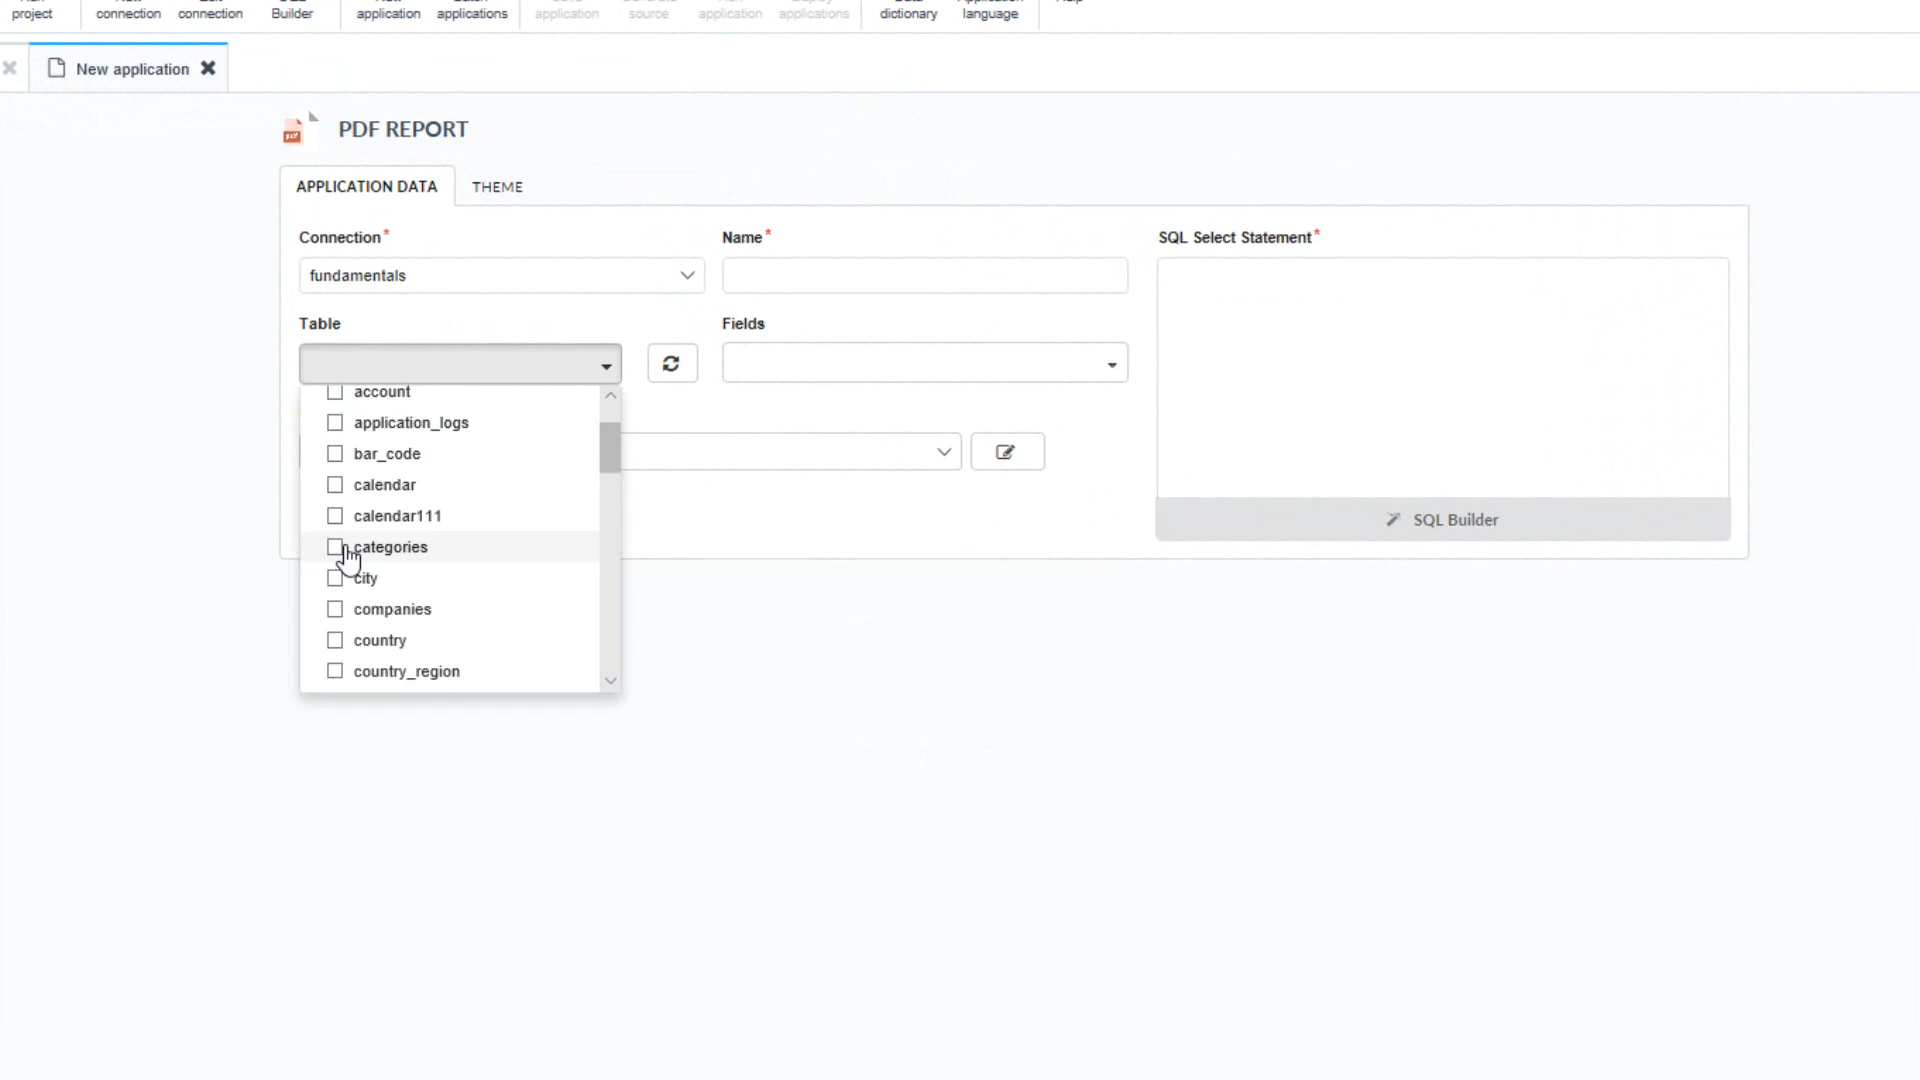 project
connection
connection
Builder
application
applications
application
source
application
applications
dictionary
language
New application
PDF REPORT
APPLICATION DATA
THEME
Connection*
Name*
SQL Select Statement*
fundamentals
Table
Fields
account
application_logs
bar_code
calendar
calendar111
categories
city
companies
country
country_region
SQL Builder